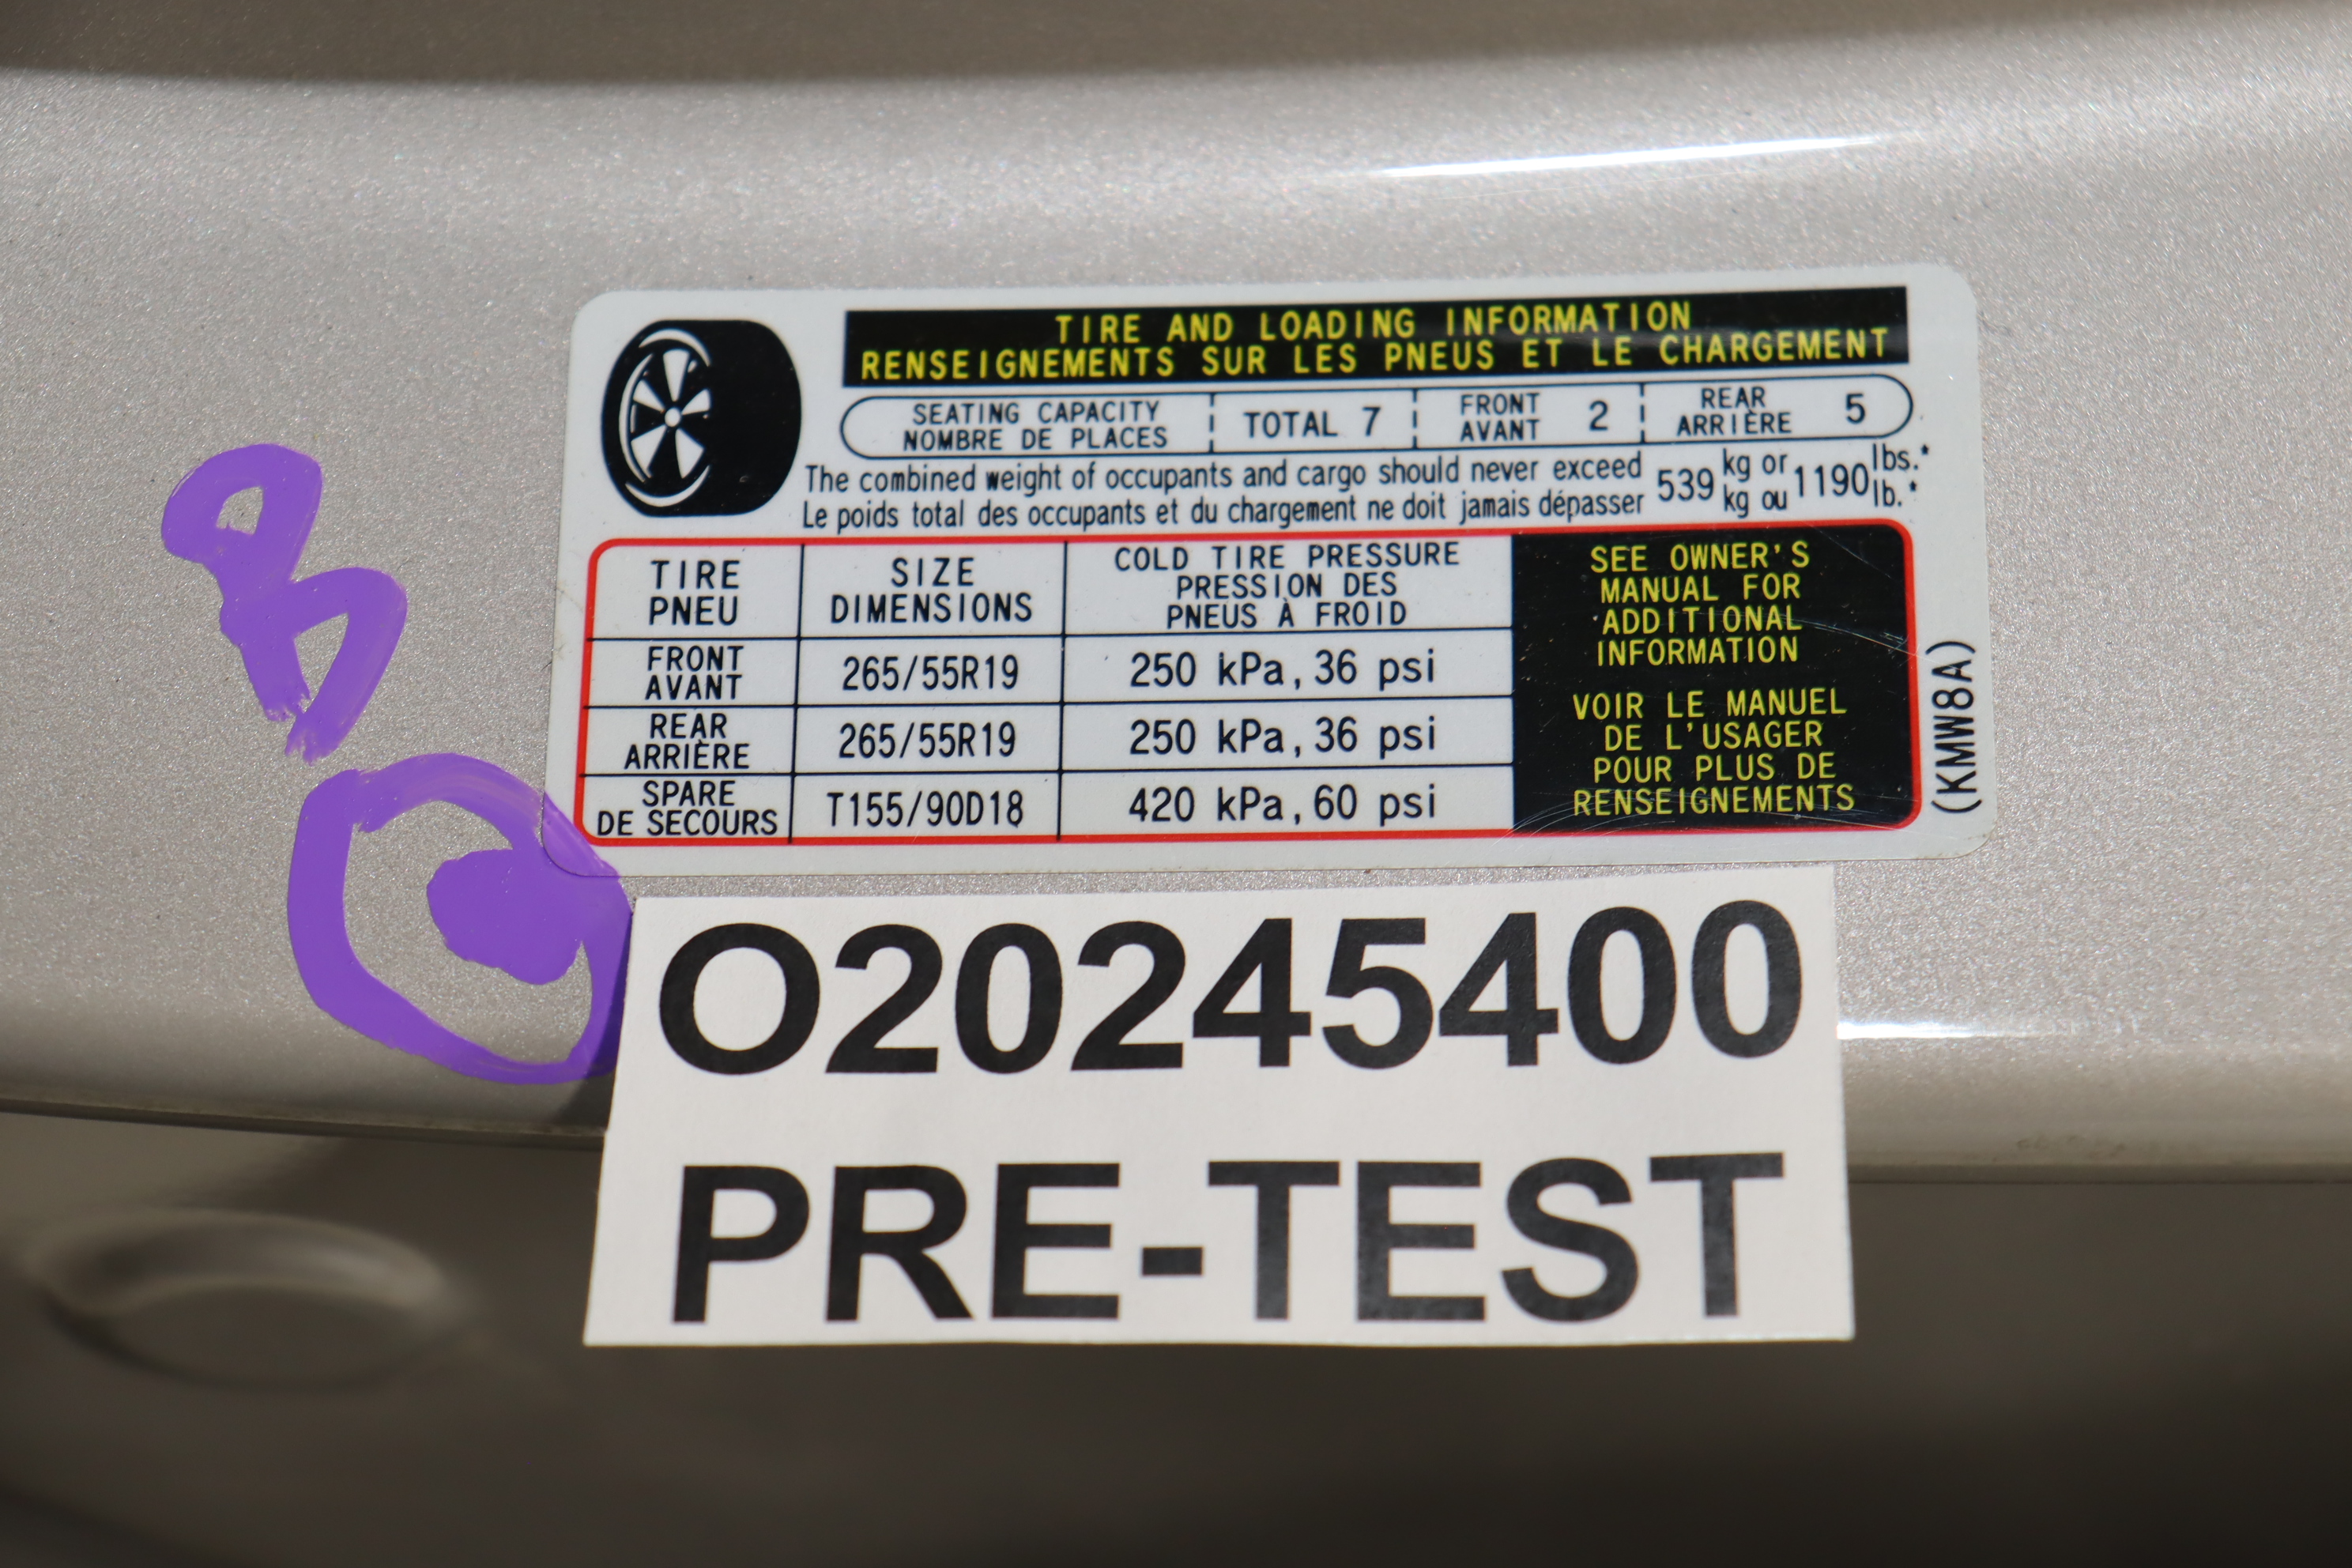 TIRE AND LOADING INFORMATION
RENSEIGNEMENTS SUR LES PNEUS ET LE CHARGEMENT
SEATING CAPACITY
NOMBRE DE PLACES
TOTAL 7
FRONT
AVANT
2
REAR
ARRIÈRE
5
The combined weight of occupants and cargo should never exceed
Le poids total des occupants et du chargement ne doit jamais dépasser
539
kg or
kg ou
1190
lbs.*
lb.*
TIRE
PNEU
SIZE
DIMENSIONS
COLD TIRE PRESSURE
PRESSION DES
PNEUS À FROID
FRONT
AVANT
265/55R19
250 kPa, 36 psi
REAR
ARRIÈRE
265/55R19
250 kPa, 36 psi
SPARE
DE SECOURS
T155/90D18
420 kPa, 60 psi
SEE OWNER'S
MANUAL FOR
ADDITIONAL
INFORMATION
VOIR LE MANUEL
DE L'USAGER
POUR PLUS DE
RENSEIGNEMENTS
(KMW8A)
O20245400
PRE-TEST